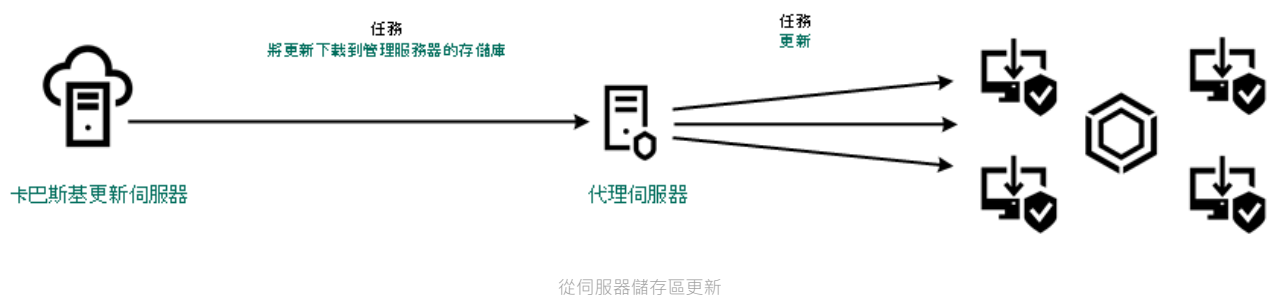 任務
將更新下載到管理服務器的存儲庫
任務
更新
卡巴斯基更新伺服器
代理伺服器
從伺服器儲存區更新